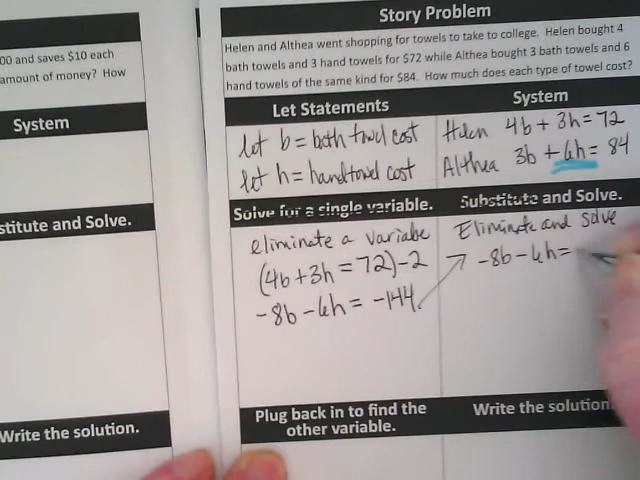 00 and saves $10 each
amount of money? How
System
stitute and Solve.
Write the solution.
Story Problem
Helen and Althea went shopping for towels to take to college. Helen bought 4
bath towels and 3 hand towels for $72 while Althea bought 3 bath towels and 6
hand towels of the same kind for $84. How much does each type of towel cost?
Let Statements
let b = bath towel cost
let h = hand towel cost
System
Helen 4b + 3h = 72
Althea 3b + 6h = 84
Solve for a single variable.
eliminate a variabe
(4b + 3h = 72) -2
-8b - 6h = -144
Substitute and Solve.
Eliminate and solve
-8b - 6h =
Plug back in to find the
other variable.
Write the solution